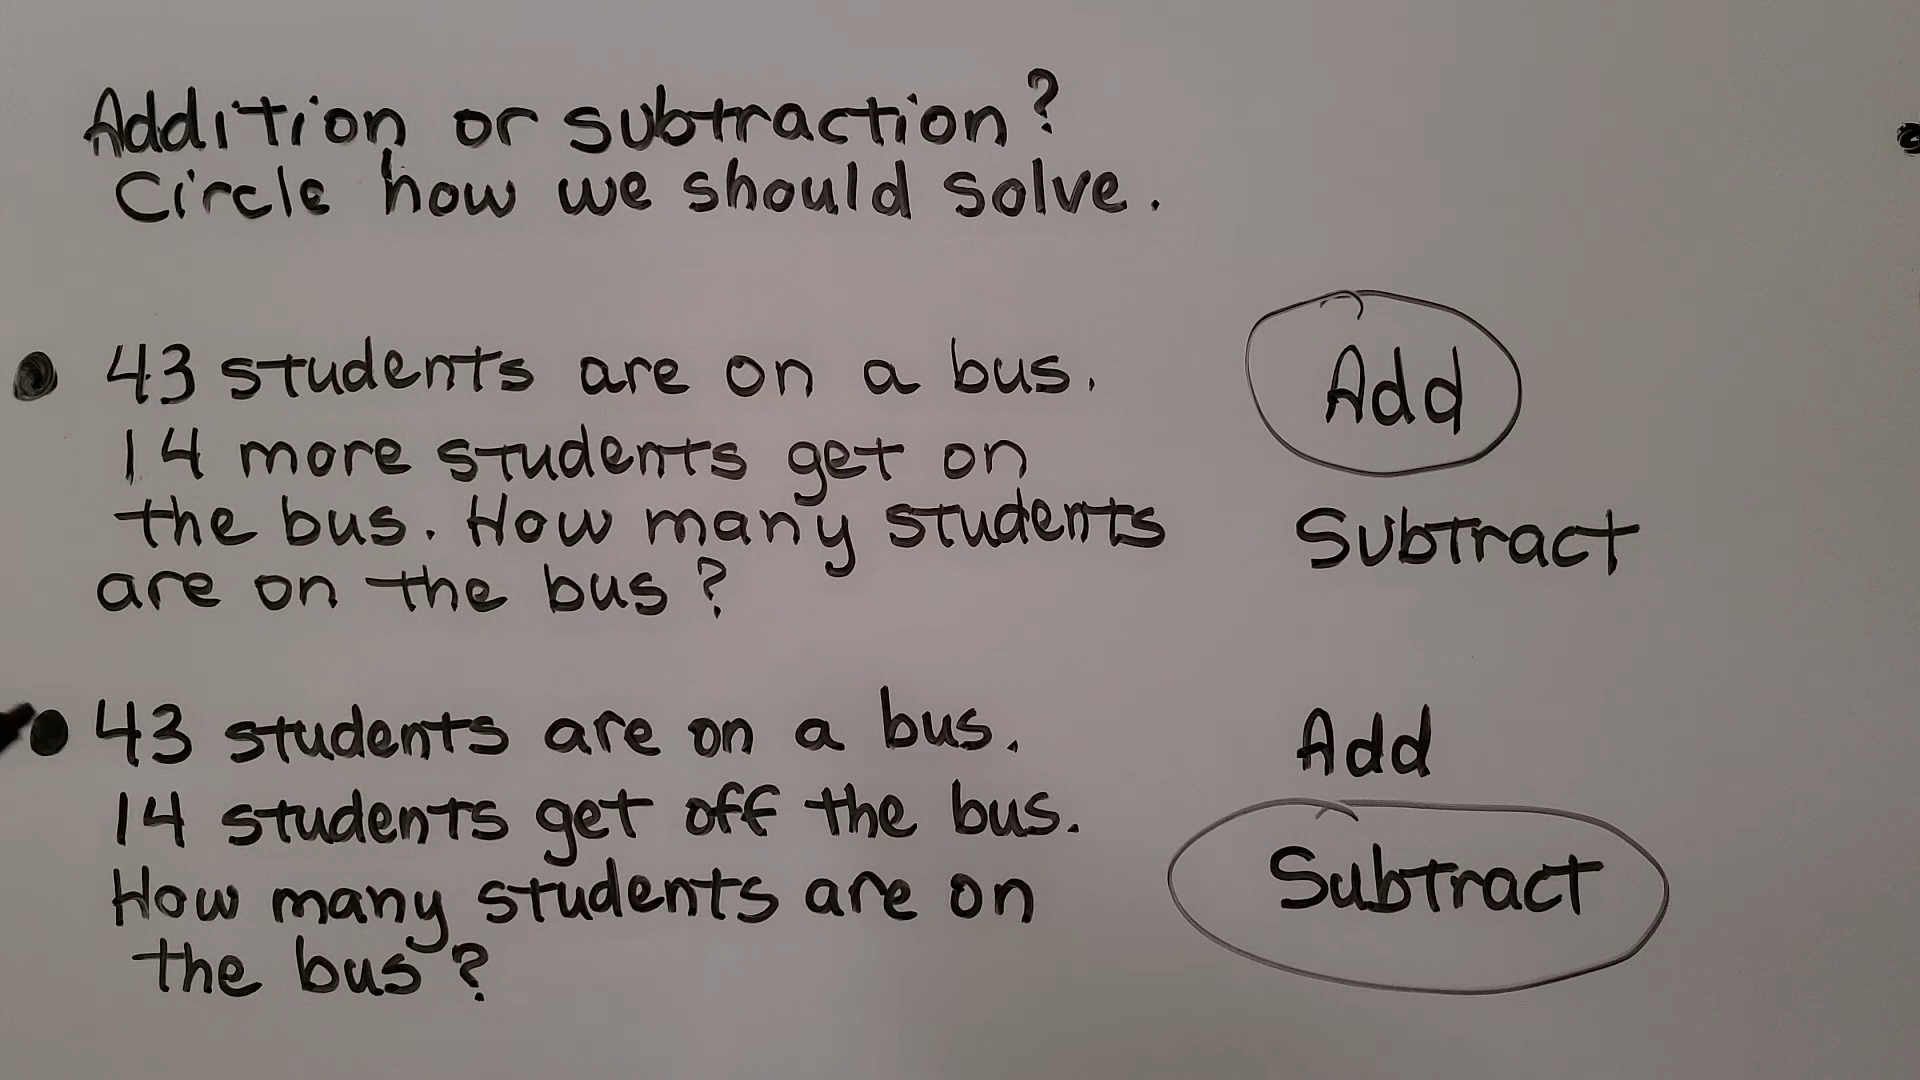 Addition or subtraction?
Circle how we should solve.
43 students are on a bus.
14 more students get on
the bus. How many students
are on the bus?
Add
Subtract
43 students are on a bus.
14 students get off the bus.
How many students are on
the bus?
Add
Subtract